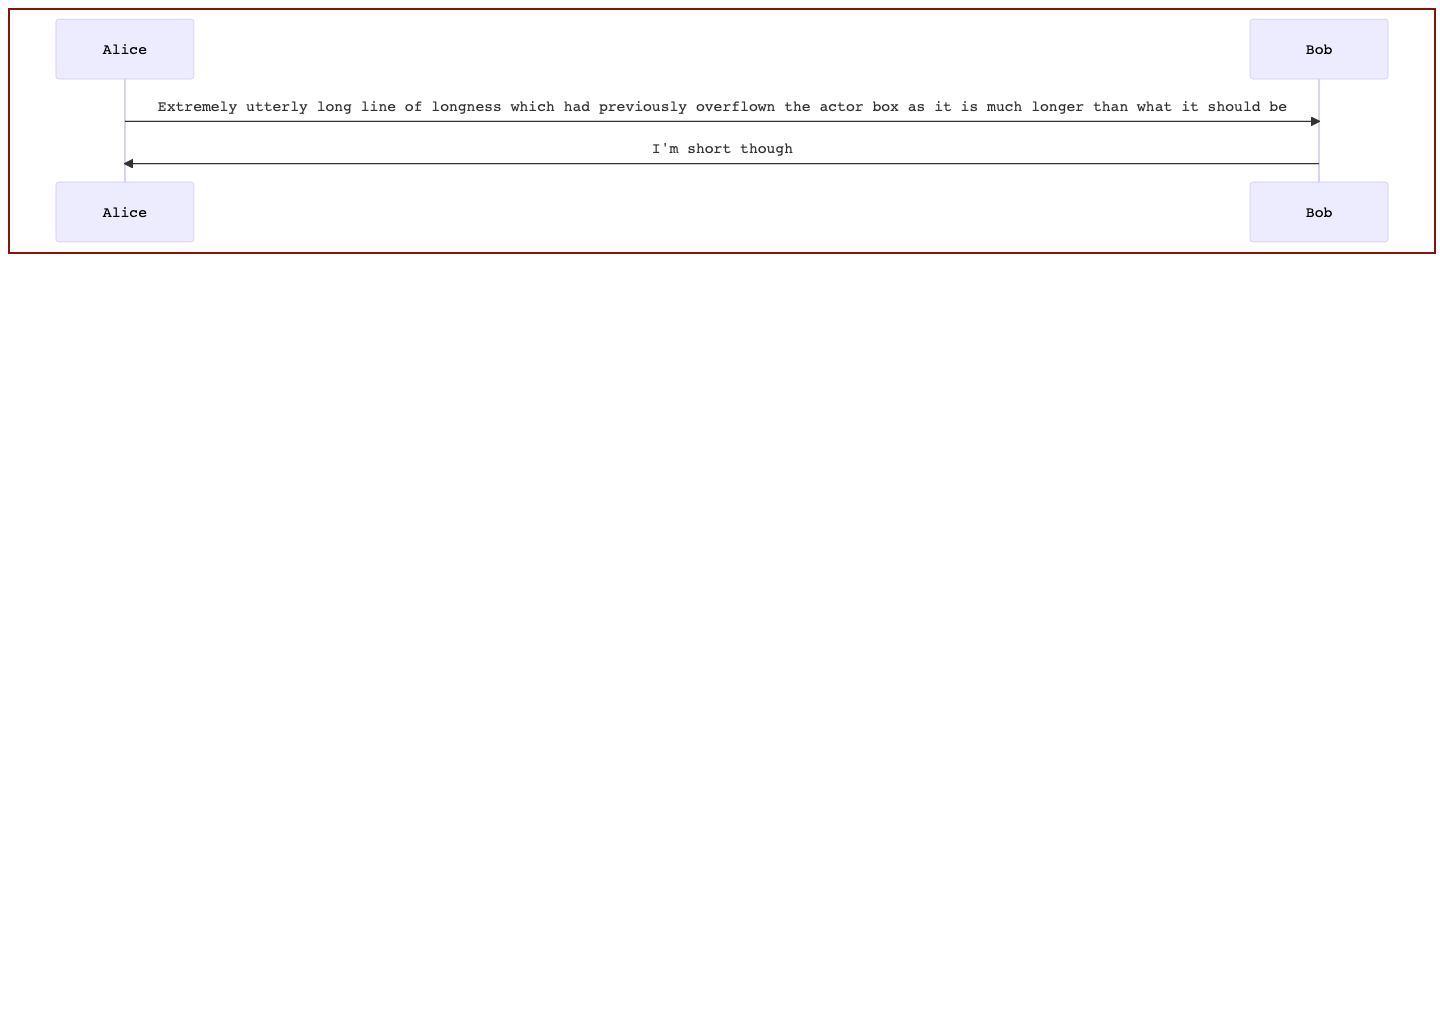 Alice
Bob
Extremely utterly long line of longness which had previously overflown the actor box as it is much longer than what it should be
I'm short though
Alice
Bob